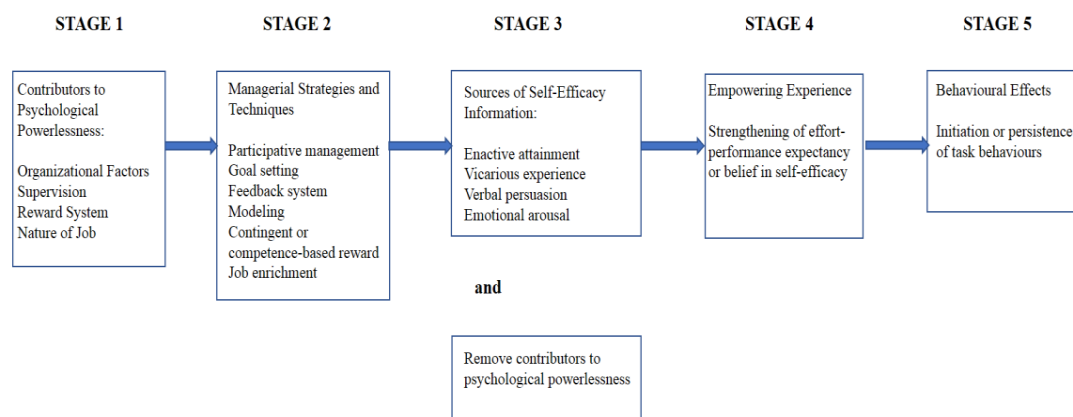 STAGE 1
STAGE 2
STAGE 3
STAGE 4
STAGE 5
Contributors to
Psychological
Powerlessness:
Organizational Factors
Supervision
Reward System
Nature of Job
Managerial Strategies and
Techniques
Participative management
Goal setting
Feedback system
Modeling
Contingent or
competence-based reward
Job enrichment
Sources of Self-Efficacy
Information:
Enactive attainment
Vicarious experience
Verbal persuasion
Emotional arousal
and
Remove contributors to
psychological powerlessness
Empowering Experience
Strengthening of effort-
performance expectancy
or belief in self-efficacy
Behavioural Effects
Initiation or persistence
of task behaviours